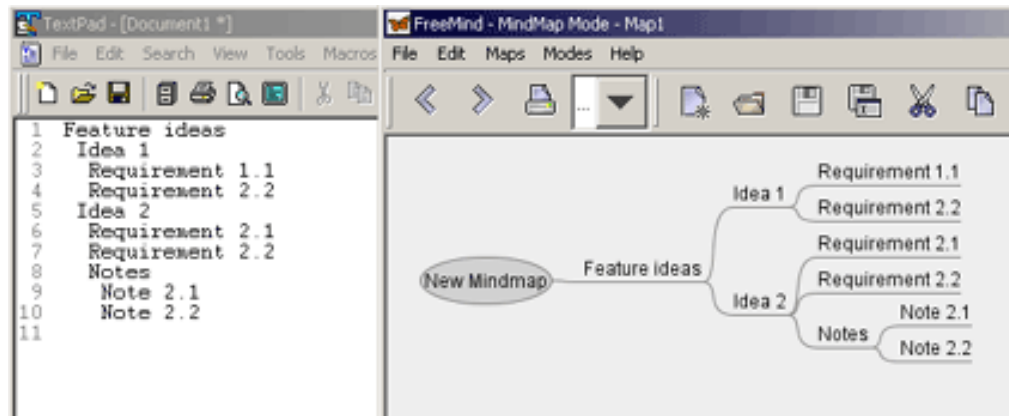 TextPad - [Document1 *]
File Edit Search View Tools Macros
1 Feature ideas
2 Idea 1
3 Requirement 1.1
4 Requirement 2.2
5 Idea 2
6 Requirement 2.1
7 Requirement 2.2
8 Notes
9 Note 2.1
10 Note 2.2
11
FreeMind - MindMap Mode - Map1
File Edit Maps Modes Help
...
New Mindmap
Feature ideas
Idea 1
Requirement 1.1
Requirement 2.2
Idea 2
Requirement 2.1
Requirement 2.2
Notes
Note 2.1
Note 2.2